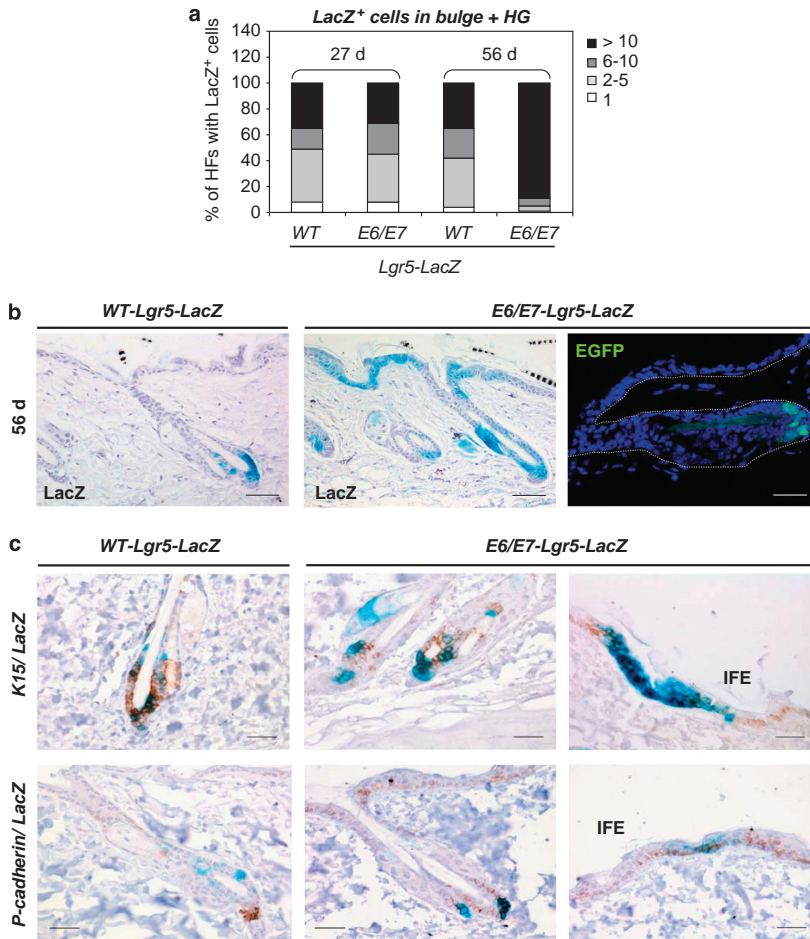 a
LacZ⁺ cells in bulge + HG
% of HFs with LacZ⁺ cells
140
120
100
80
60
40
20
0
27 d
56 d
> 10
6-10
2-5
1
WT
E6/E7
WT
E6/E7
Lgr5-LacZ
b
WT-Lgr5-LacZ
E6/E7-Lgr5-LacZ
56 d
LacZ
LacZ
EGFP
c
WT-Lgr5-LacZ
E6/E7-Lgr5-LacZ
K15/ LacZ
IFE
P-cadherin/ LacZ
IFE